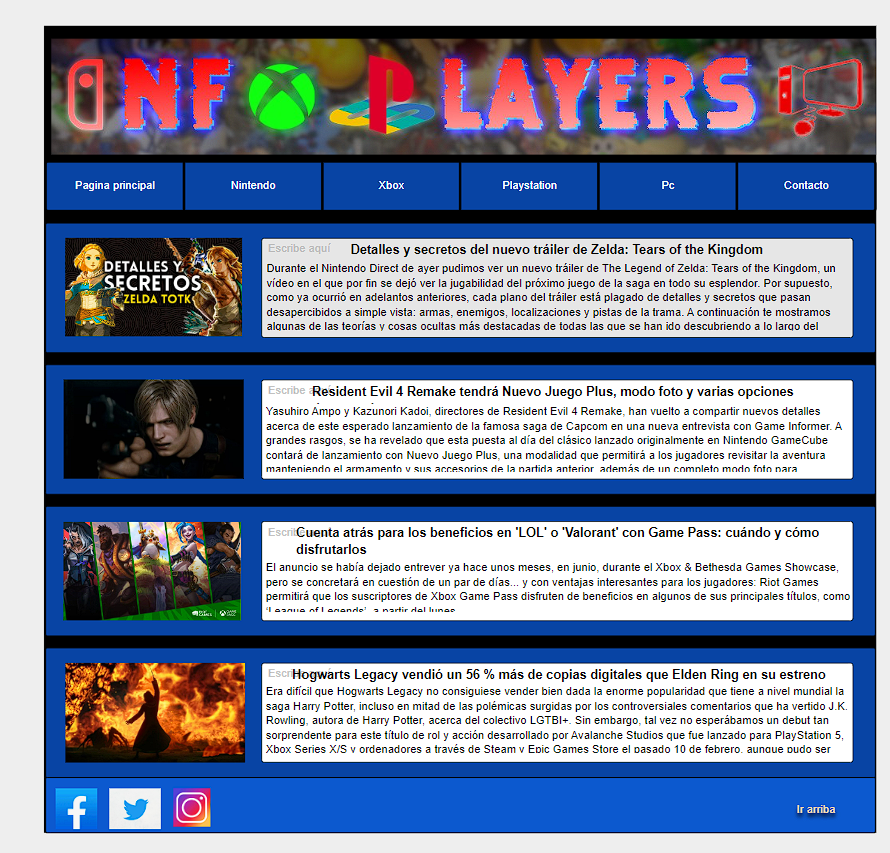 NF PLAYERS
Pagina principal
Nintendo
Xbox
Playstation
Pc
Contacto
DETALLES Y
SECRETOS
ZELDA TOTK
Escribe aquí
Detalles y secretos del nuevo tráiler de Zelda: Tears of the Kingdom
Durante el Nintendo Direct de ayer pudimos ver un nuevo tráiler de The Legend of Zelda: Tears of the Kingdom, un
vídeo en el que por fin se dejó ver la jugabilidad del próximo juego de la saga en todo su esplendor. Por supuesto,
como ya ocurrió en adelantos anteriores, cada plano del tráiler está plagado de detalles y secretos que pasan
desapercibidos a simple vista: armas, enemigos, localizaciones y pistas de la trama. A continuación te mostramos
algunas de las teorías y cosas ocultas más destacadas de todas las que se han ido descubriendo a lo largo del
Escribe aquí
Resident Evil 4 Remake tendrá Nuevo Juego Plus, modo foto y varias opciones
Yasuhiro Ampo y Kazunori Kadoi, directores de Resident Evil 4 Remake, han vuelto a compartir nuevos detalles
acerca de este esperado lanzamiento de la famosa saga de Capcom en una nueva entrevista con Game Informer. A
grandes rasgos, se ha revelado que esta puesta al día del clásico lanzado originalmente en Nintendo GameCube
contará de lanzamiento con Nuevo Juego Plus, una modalidad que permitirá a los jugadores revisitar la aventura
manteniendo el armamento y sus accesorios de la partida anterior, además de un completo modo foto para
Cuenta atrás para los beneficios en 'LOL' o 'Valorant' con Game Pass: cuándo y cómo
disfrutarlos
El anuncio se había dejado entrever ya hace unos meses, en junio, durante el Xbox & Bethesda Games Showcase,
pero se concretará en cuestión de un par de días... y con ventajas interesantes para los jugadores: Riot Games
permitirá que los suscriptores de Xbox Game Pass disfruten de beneficios en algunos de sus principales títulos, como
'League of Legends', a partir del lunes
Escribe aquí
Hogwarts Legacy vendió un 56 % más de copias digitales que Elden Ring en su estreno
Era difícil que Hogwarts Legacy no consiguiese vender bien dada la enorme popularidad que tiene a nivel mundial la
saga Harry Potter, incluso en mitad de las polémicas surgidas por los controversiales comentarios que ha vertido J.K.
Rowling, autora de Harry Potter, acerca del colectivo LGTBI+. Sin embargo, tal vez no esperábamos un debut tan
sorprendente para este título de rol y acción desarrollado por Avalanche Studios que fue lanzado para PlayStation 5,
Xbox Series X/S y ordenadores a través de Steam y Epic Games Store el pasado 10 de febrero, aunque pudo ser
Ir arriba